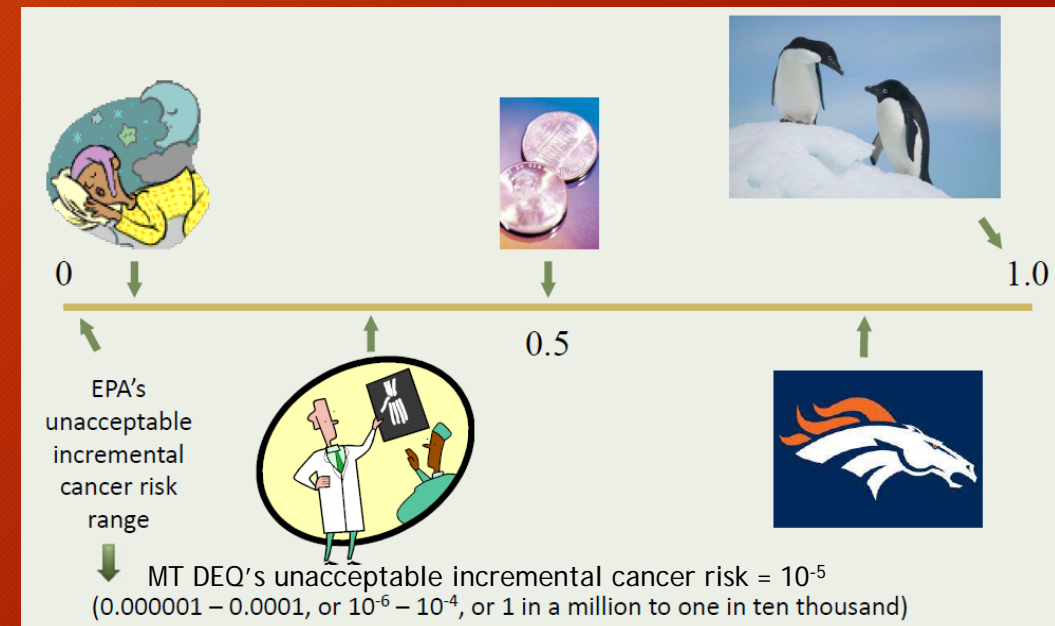 0
1.0
0.5
EPA’s
unacceptable
incremental
cancer risk
range
MT DEQ’s unacceptable incremental cancer risk = 10⁻⁵
(0.000001 – 0.0001, or 10⁻⁶ – 10⁻⁴, or 1 in a million to one in ten thousand)